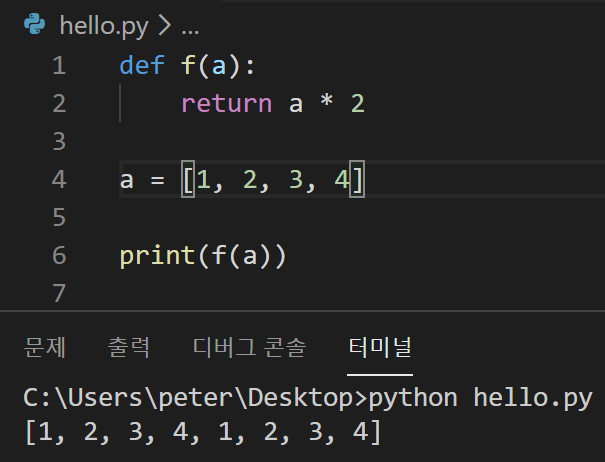 hello.py > ...
1 def f(a):
2     return a * 2
3
4 a = [1, 2, 3, 4]
5
6 print(f(a))
7
문제 출력 디버그 콘솔 터미널
C:\Users\peter\Desktop>python hello.py
[1, 2, 3, 4, 1, 2, 3, 4]